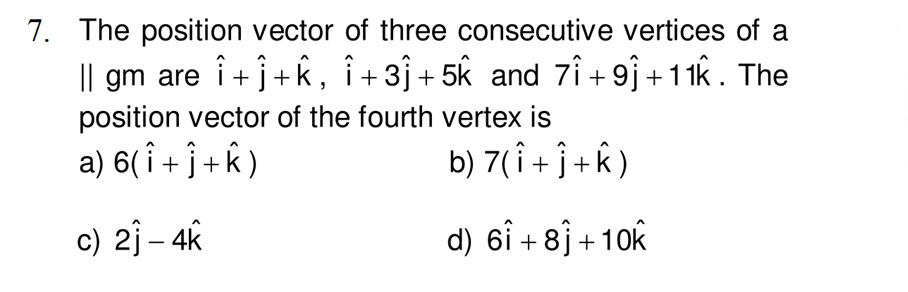 7. The position vector of three consecutive vertices of a
|| gm are î + ĵ + k̂ , î + 3ĵ + 5k̂ and 7î + 9ĵ + 11k̂ . The
position vector of the fourth vertex is
a) 6( î + ĵ + k̂ ) b) 7( î + ĵ + k̂ )
c) 2ĵ – 4k̂ d) 6î + 8ĵ + 10k̂